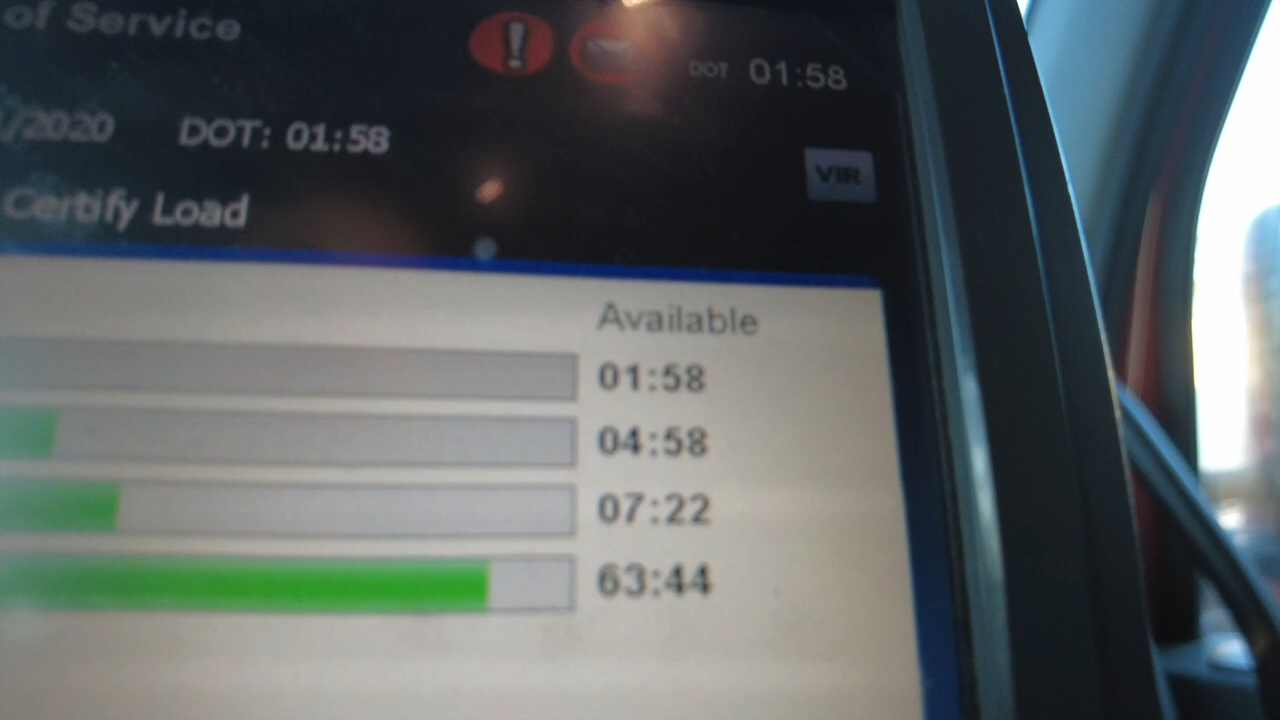 of Service ! DOT 01:58
/2020 DOT: 01:58
VIR
Certify Load
Available
01:58
04:58
07:22
63:44